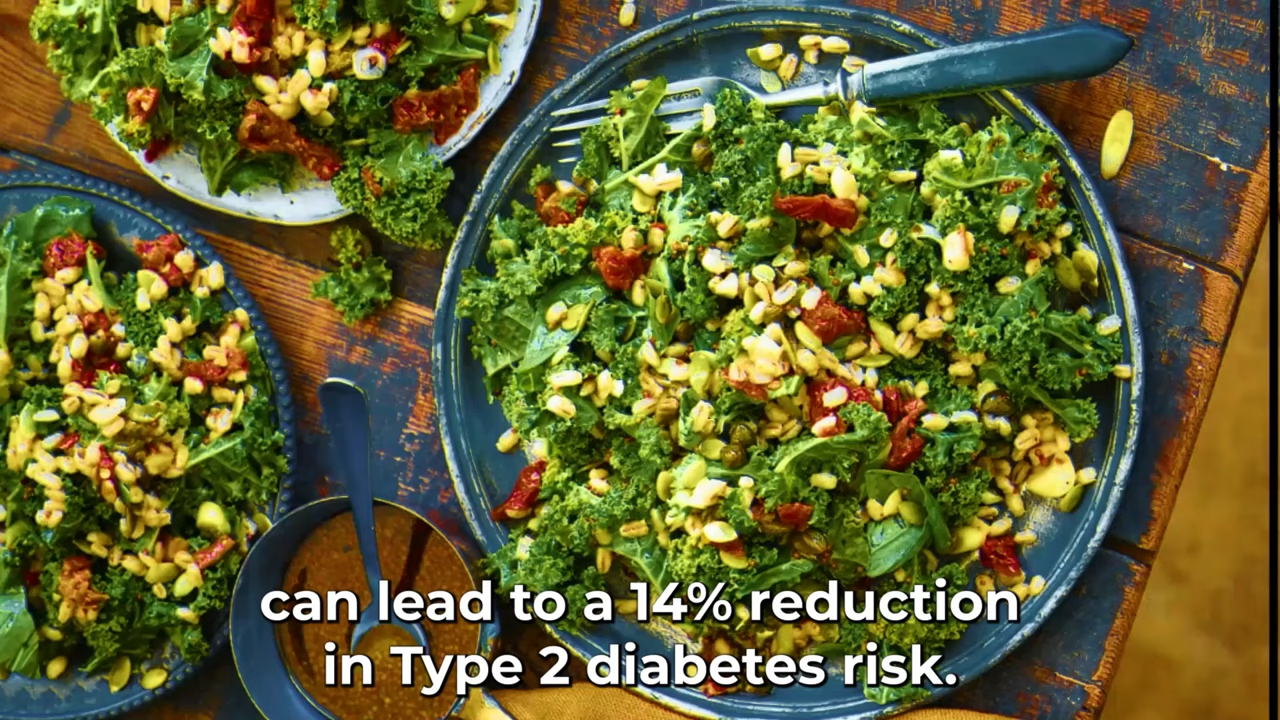 can lead to a 14% reduction
in Type 2 diabetes risk.